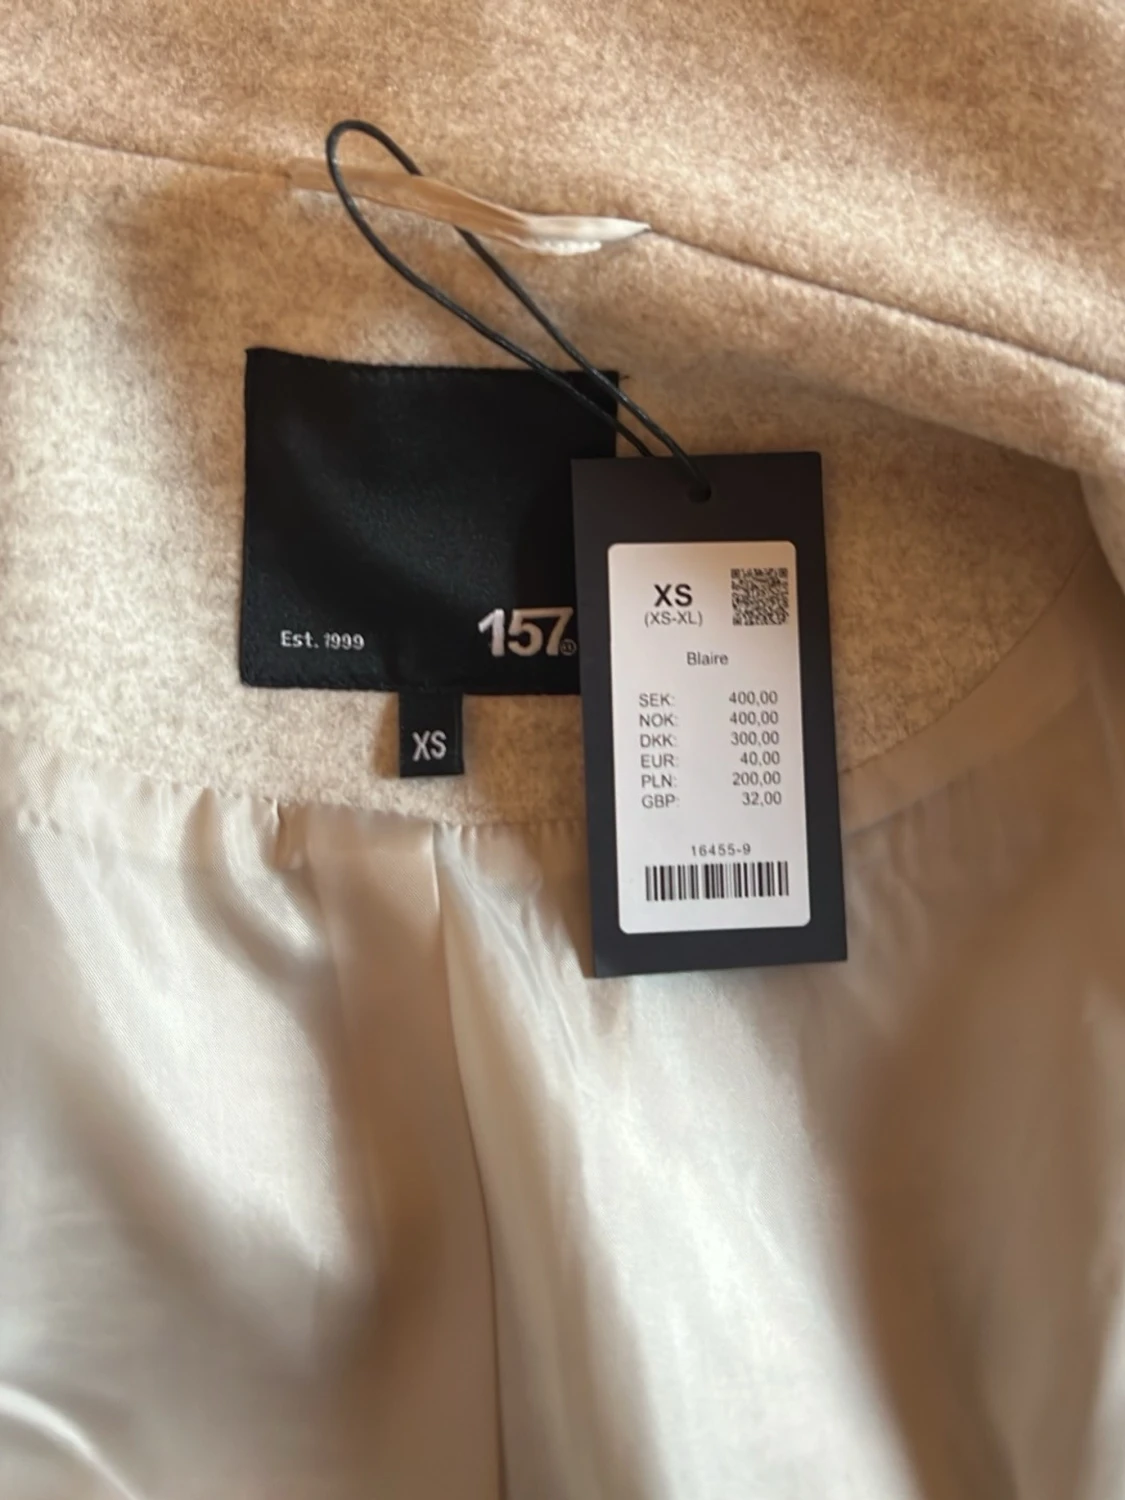 Est. 1999
157
XS
XS
(XS-XL)
Blaire
SEK: 400,00
NOK: 400,00
DKK: 300,00
EUR: 40,00
PLN: 200,00
GBP: 32,00
16455-9